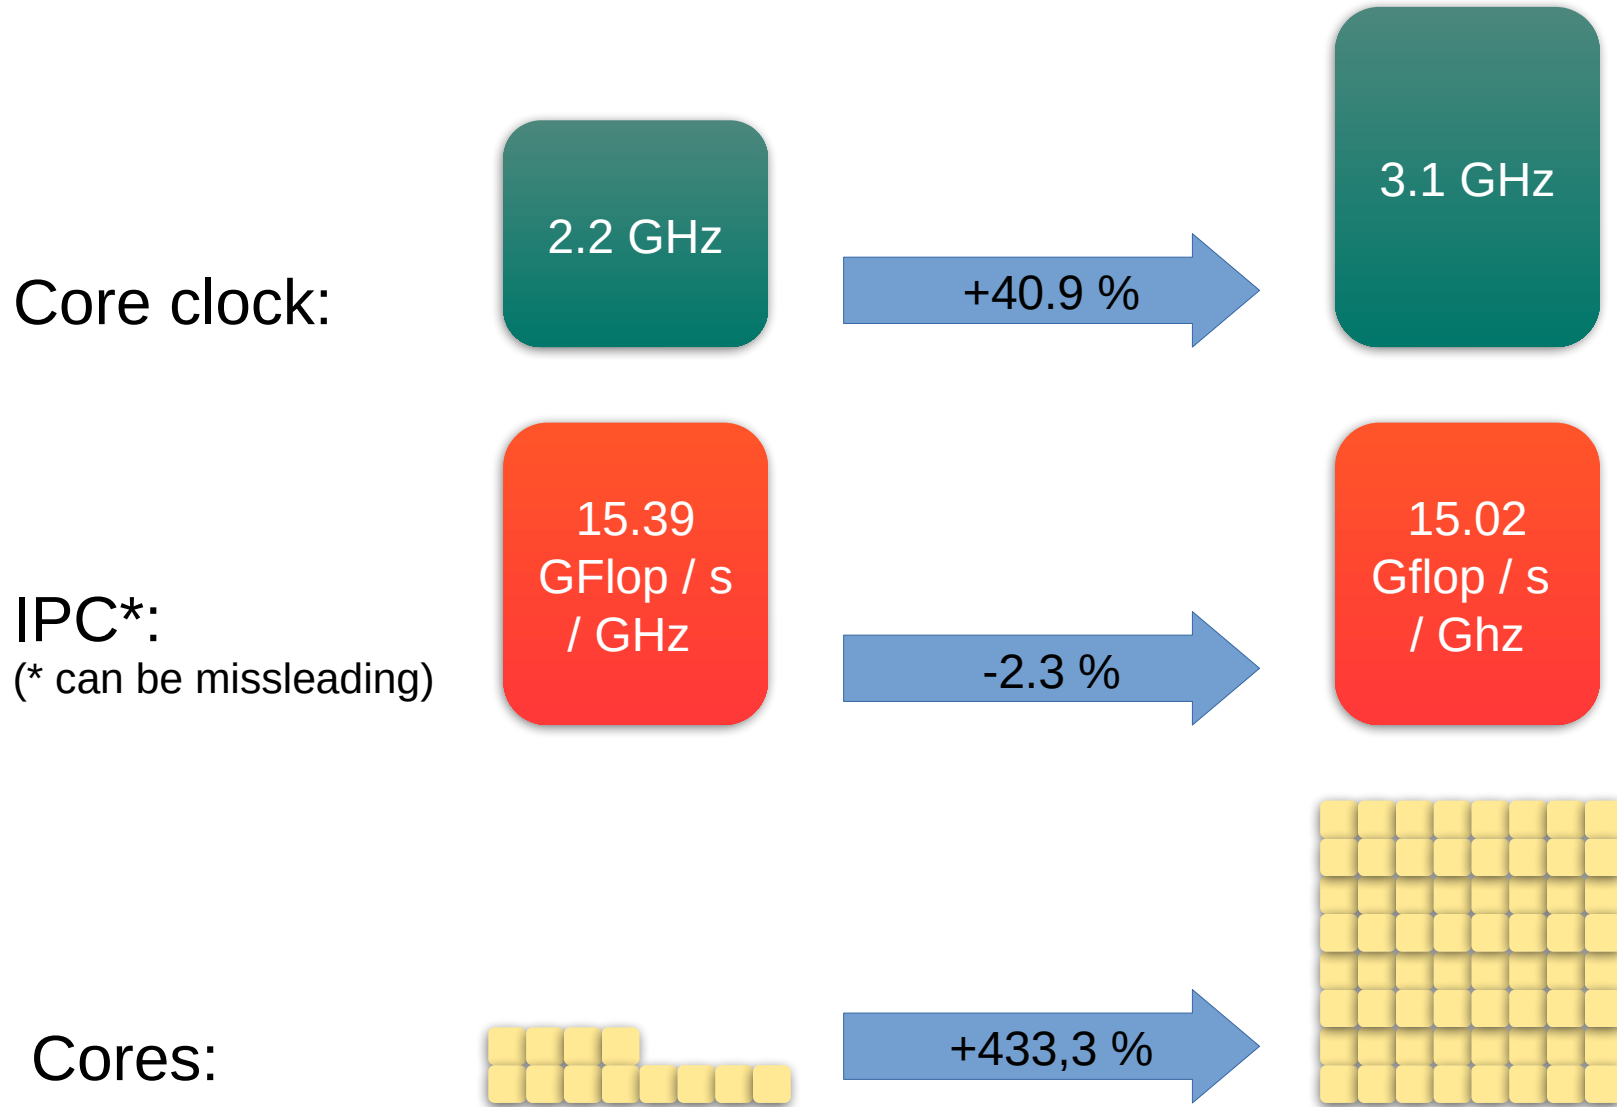 Core clock:
2.2 GHz
+40.9 %
3.1 GHz
IPC*:
(* can be missleading)
15.39
GFlop / s
/ GHz
-2.3 %
15.02
Gflop / s
/ Ghz
Cores:
+433,3 %